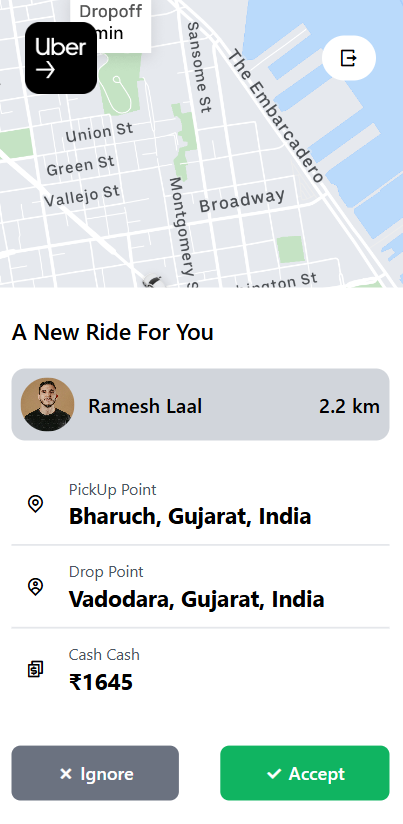 Dropoff
min
Uber
Sansome St
The Embarcadero
Union St
Green St
Vallejo St
Broadway
Montgomery S
ington St
A New Ride For You
Ramesh Laal
2.2 km
PickUp Point
Bharuch, Gujarat, India
Drop Point
Vadodara, Gujarat, India
Cash Cash
₹1645
Ignore
Accept